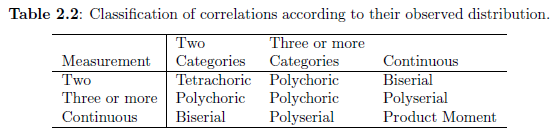 Table 2.2: Classification of correlations according to their observed distribution.
Two Three or more
Measurement Categories Categories Continuous
Two Tetrachoric Polychoric Biserial
Three or more Polychoric Polychoric Polyserial
Continuous Biserial Polyserial Product Moment